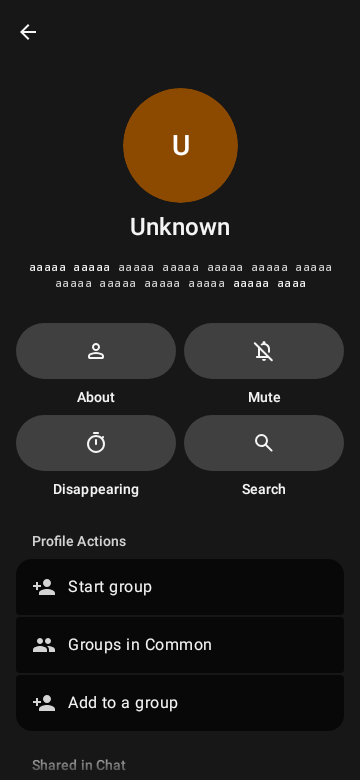 U
Unknown
aaaaa aaaaa aaaaa aaaaa aaaaa aaaaa aaaaa
aaaaa aaaaa aaaaa aaaaa aaaaa aaaa
About
Mute
Disappearing
Search
Profile Actions
Start group
Groups in Common
Add to a group
Shared in Chat